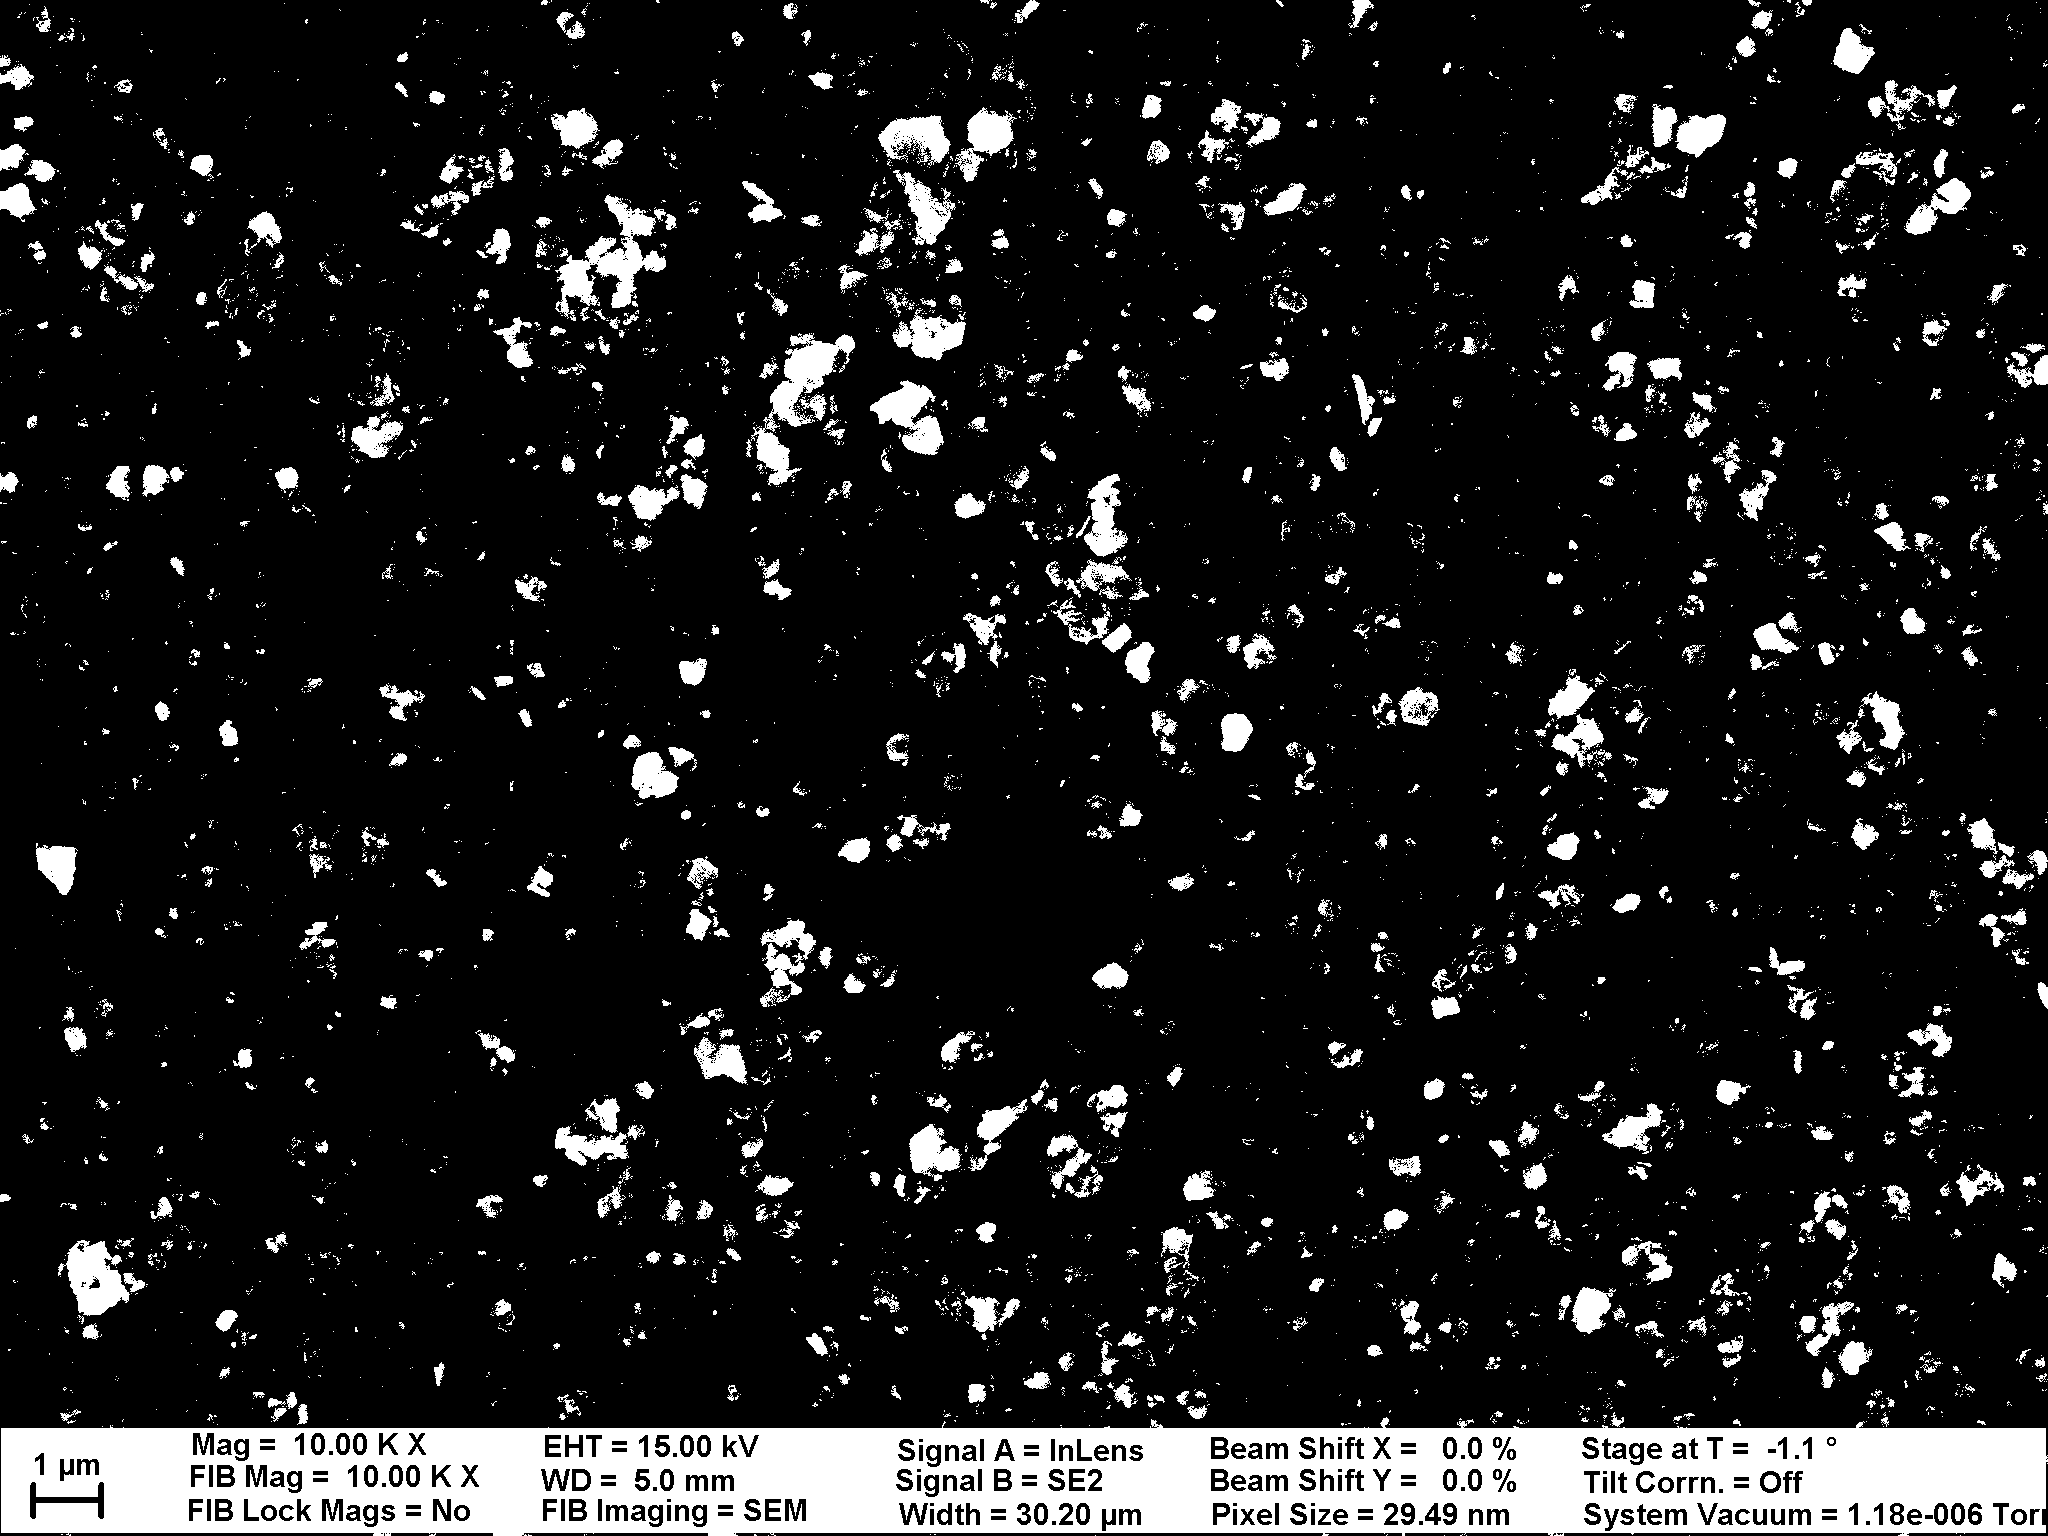 1 µm
Mag = 10.00 K X
FIB Mag = 10.00 K X
FIB Lock Mags = No
EHT = 15.00 kV
WD = 5.0 mm
FIB Imaging = SEM
Signal A = InLens
Signal B = SE2
Width = 30.20 µm
Beam Shift X = 0.0 %
Beam Shift Y = 0.0 %
Pixel Size = 29.49 nm
Stage at T = -1.1 °
Tilt Corrn. = Off
System Vacuum = 1.18e-006